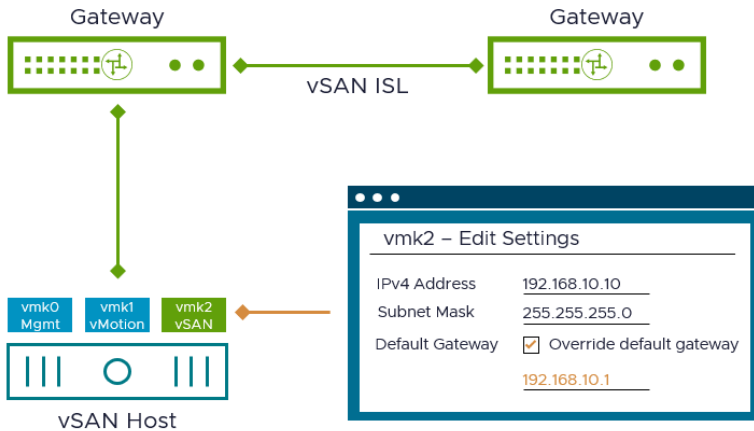 Gateway
Gateway
vSAN ISL
vmk2 – Edit Settings
IPv4 Address 192.168.10.10
Subnet Mask 255.255.255.0
Default Gateway Override default gateway
192.168.10.1
vmk0 Mgmt
vmk1 vMotion
vmk2 vSAN
vSAN Host